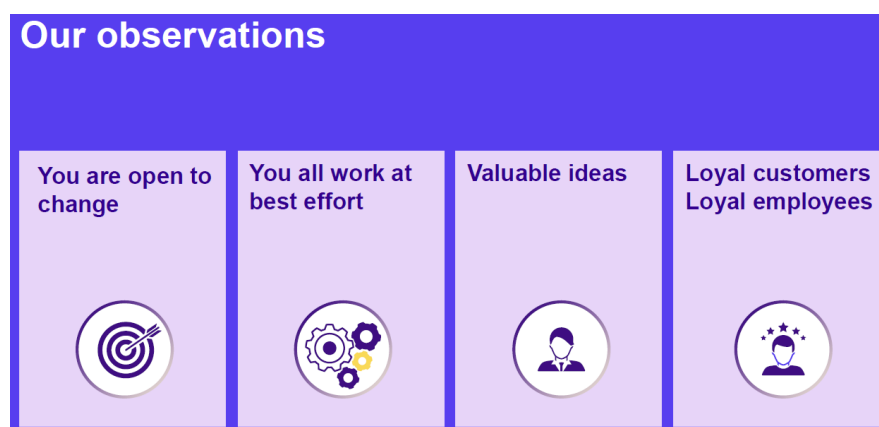 Our observations
You are open to
change
You all work at
best effort
Valuable ideas
Loyal customers
Loyal employees